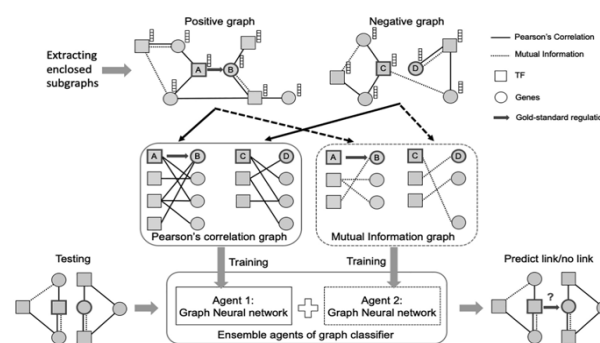 Positive graph
Negative graph
Extracting
enclosed
subgraphs
A
B
C
D
Pearson's Correlation
Mutual Information
TF
Genes
Gold-standard regulation
A
B
C
D
Pearson's correlation graph
A
B
C
D
Mutual Information graph
Testing
Training
Training
Predict link/no link
Agent 1:
Graph Neural network
Agent 2:
Graph Neural network
?
Ensemble agents of graph classifier